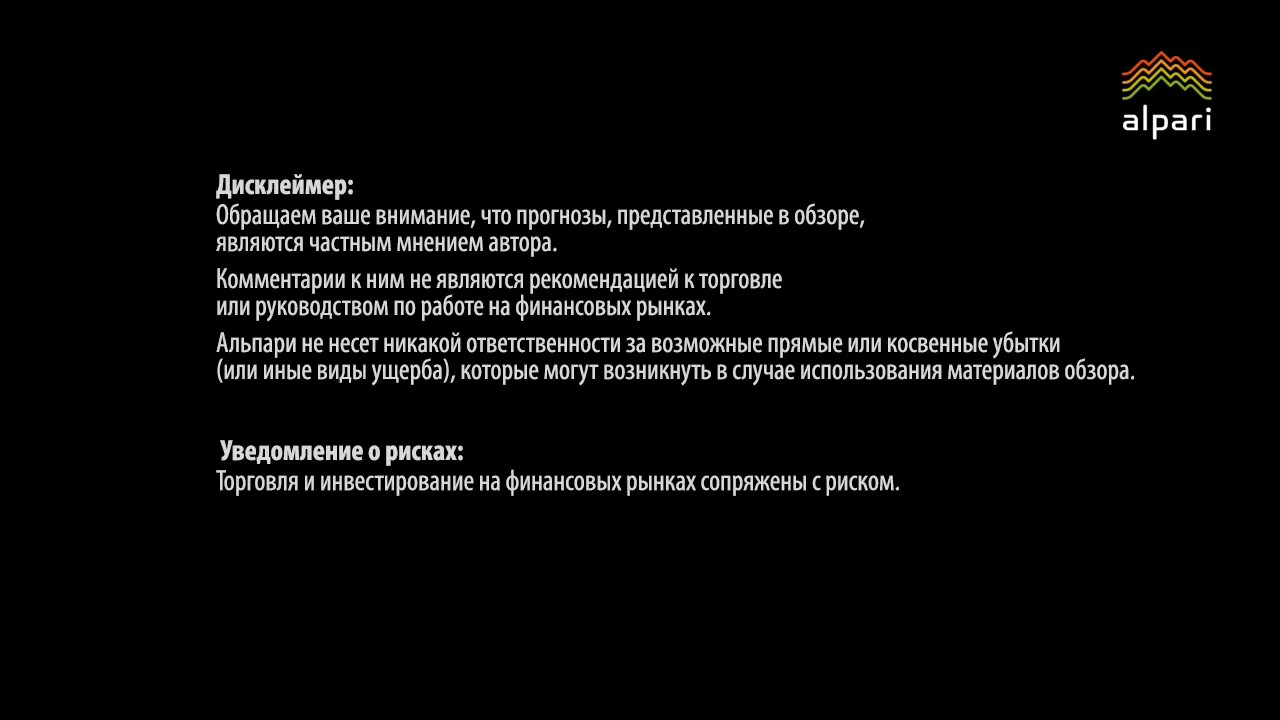 alpari
Дисклеймер:
Обращаем ваше внимание, что прогнозы, представленные в обзоре,
являются частным мнением автора.
Комментарии к ним не являются рекомендацией к торговле
или руководством по работе на финансовых рынках.
Альпари не несет никакой ответственности за возможные прямые или косвенные убытки
(или иные виды ущерба), которые могут возникнуть в случае использования материалов обзора.
Уведомление о рисках:
Торговля и инвестирование на финансовых рынках сопряжены с риском.